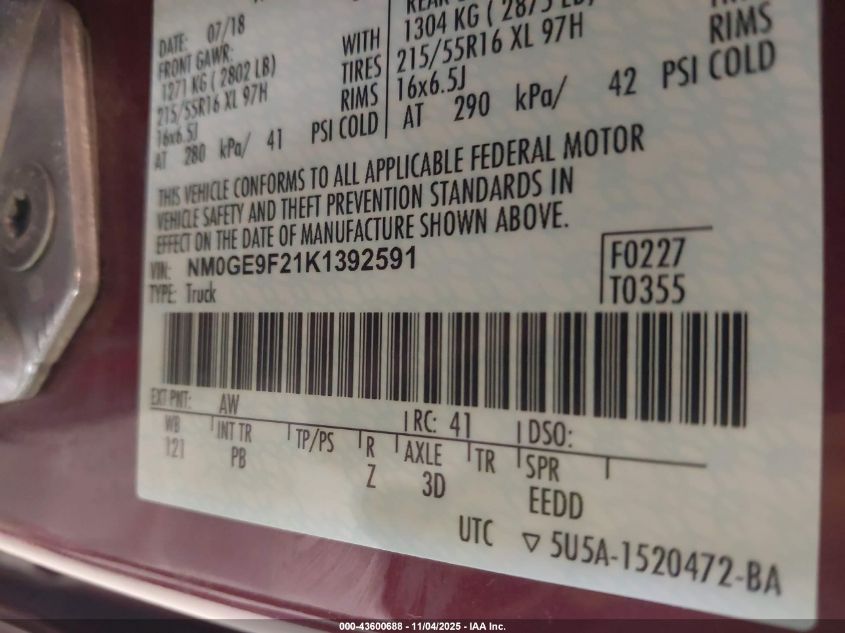 DATE: 07/18
FRONT GAWR: WITH
1271 KG ( 2802 LB) TIRES
215/55R16 XL 97H RIMS
16x6.5J
AT 280 kPa/ 41 PSI COLD
1304 KG ( 2875 LB)
215/55R16 XL 97H RIMS
16x6.5J
AT 290 kPa/ 42 PSI COLD
THIS VEHICLE CONFORMS TO ALL APPLICABLE FEDERAL MOTOR
VEHICLE SAFETY AND THEFT PREVENTION STANDARDS IN
EFFECT ON THE DATE OF MANUFACTURE SHOWN ABOVE.
VIN: NM0GE9F21K1392591
TYPE: Truck
F0227
T0355
EXT PNT: AW RC: 41 DSO:
WB INT TR TP/PS R AXLE TR SPR
121 PB Z 3D EEDD
UTC ▽ 5U5A-1520472-BA
000-43600688 - 11/04/2025 - IAA Inc.